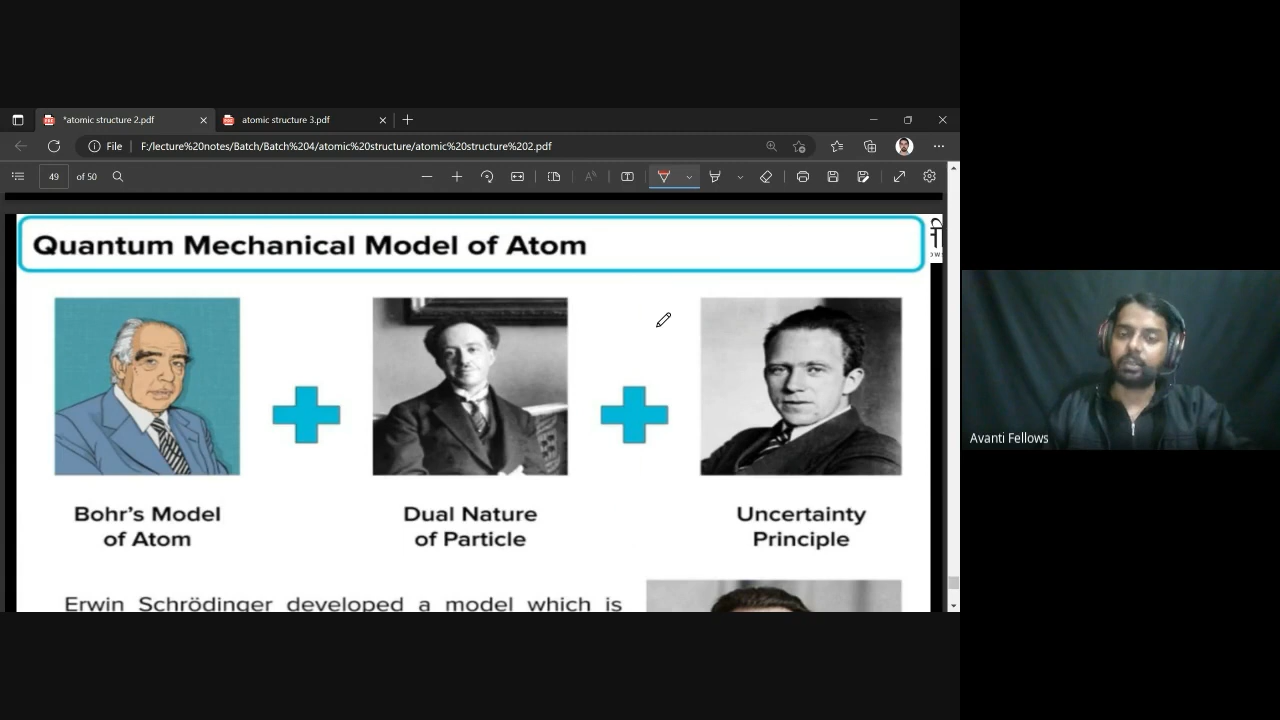 *atomic structure 2.pdf
atomic structure 3.pdf
File
F:/lecture%20notes/Batch/Batch%204/atomic%20structure/atomic%20structure%202.pdf
49 of 50
Quantum Mechanical Model of Atom
Bohr's Model
of Atom
Dual Nature
of Particle
Uncertainty
Principle
Erwin Schrödinger developed a model which is
Avanti Fellows